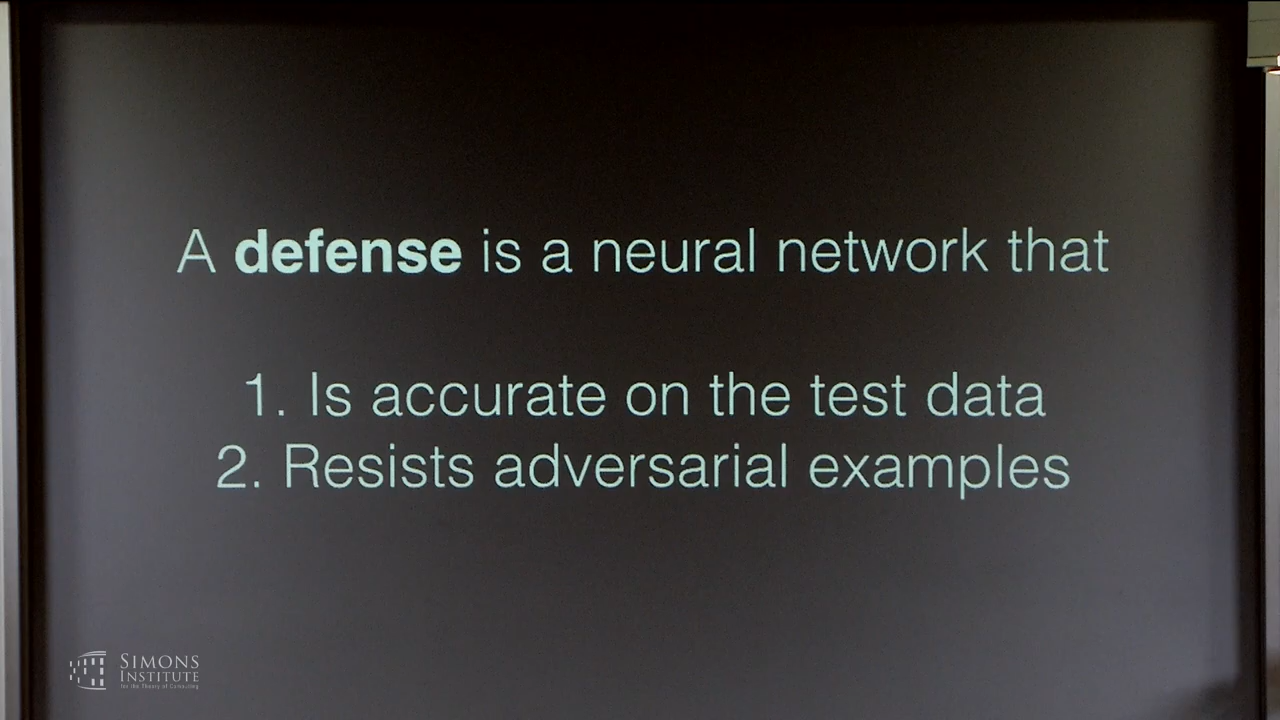 A defense is a neural network that
1. Is accurate on the test data
2. Resists adversarial examples
SIMONS
INSTITUTE
for the Theory of Computing